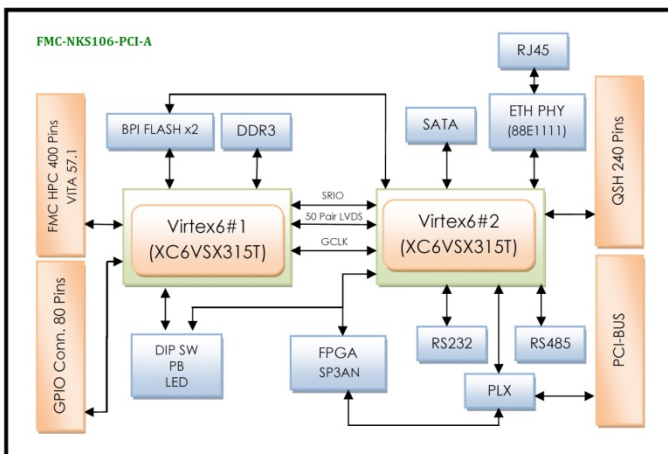 FMC-NKS106-PCI-A
RJ45
FMC HPC 400 Pins
VITA 57.1
BPI FLASH x2
DDR3
SATA
ETH PHY
(88E1111)
QSH 240 Pins
SRIO
50 Pair LVDS
GCLK
Virtex6#1
(XC6VSX315T)
Virtex6#2
(XC6VSX315T)
GPIO Conn. 80 Pins
DIP SW
PB
LED
FPGA
SP3AN
RS232
RS485
PLX
PCI-BUS